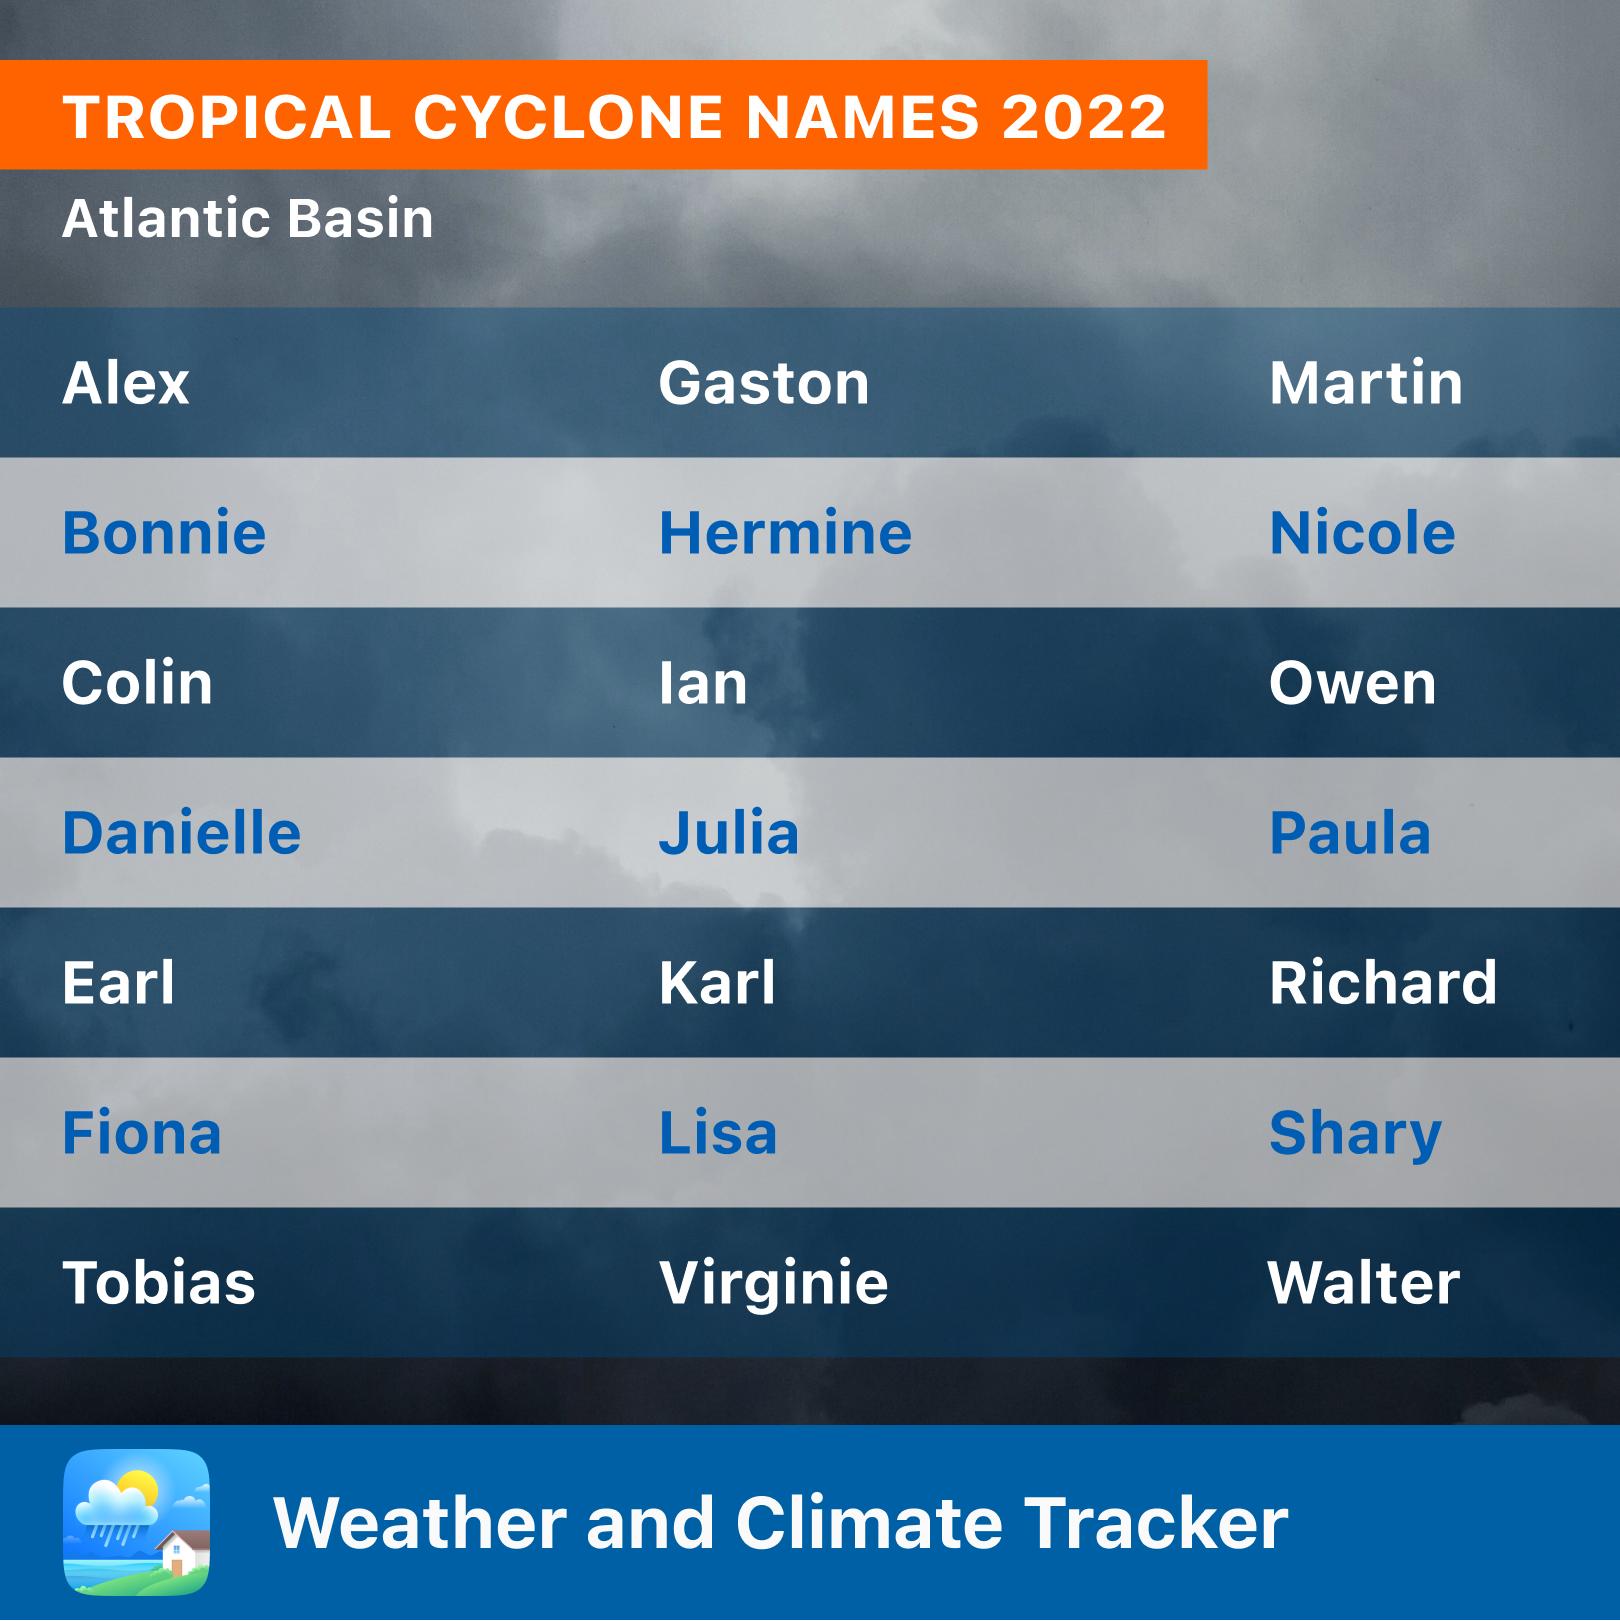 TROPICAL CYCLONE NAMES 2022
Atlantic Basin
Alex Gaston Martin
Bonnie Hermine Nicole
Colin Ian Owen
Danielle Julia Paula
Earl Karl Richard
Fiona Lisa Shary
Tobias Virginie Walter
Weather and Climate Tracker